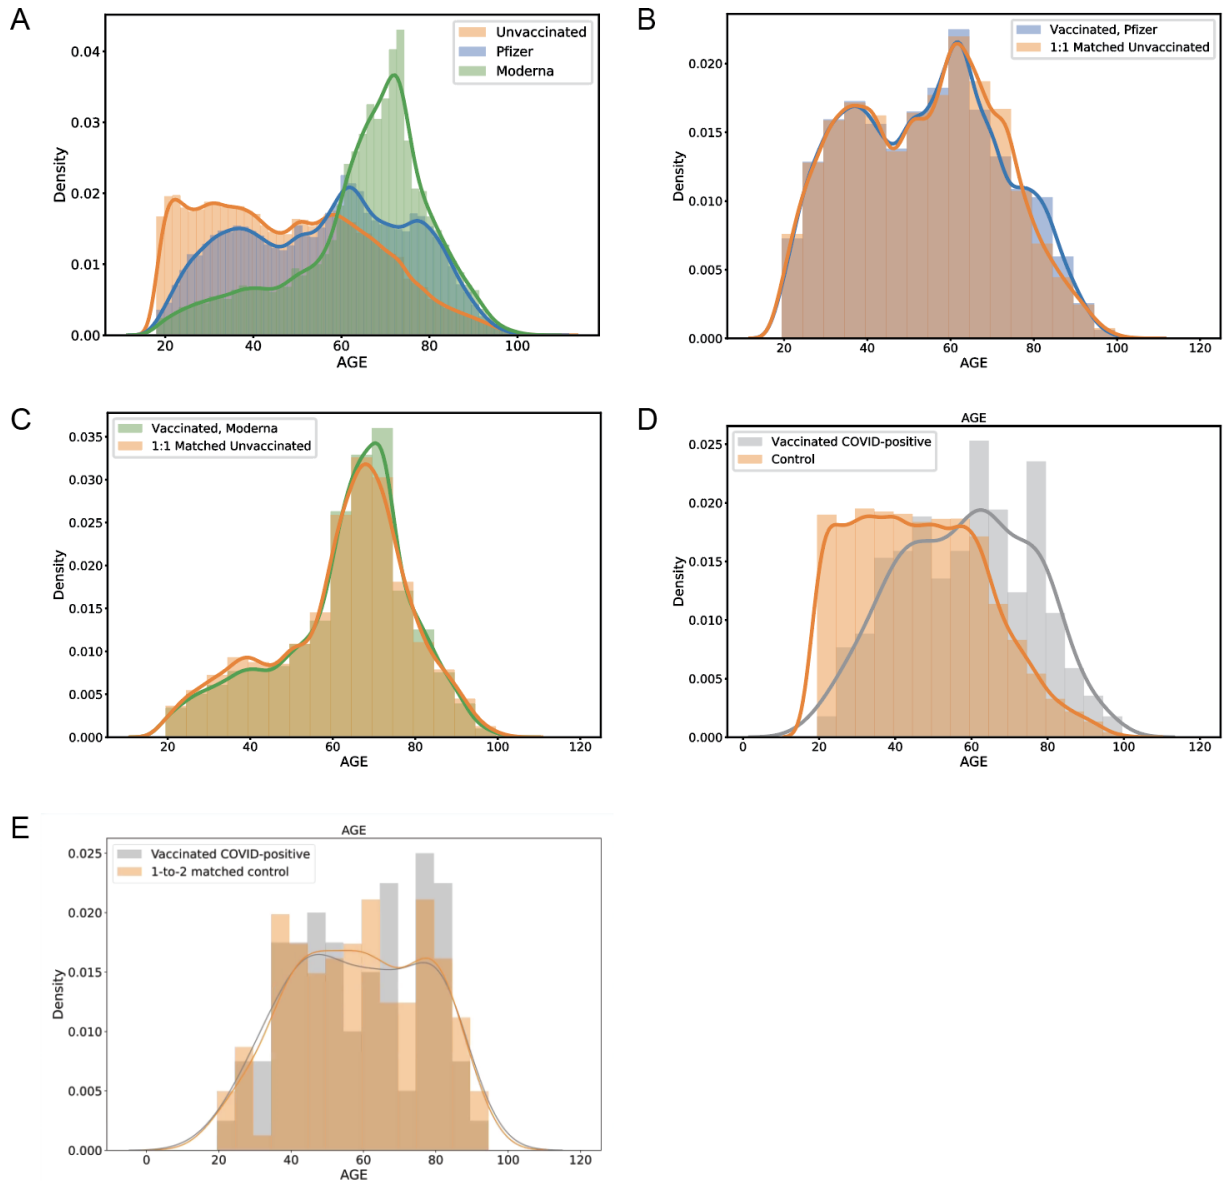 A
Unvaccinated
Pfizer
Moderna
0.04
0.03
0.02
0.01
0.00
Density
20 40 60 80 100
AGE
B
Vaccinated, Pfizer
1:1 Matched Unvaccinated
0.020
0.015
0.010
0.005
0.000
Density
20 40 60 80 100 120
AGE
C
Vaccinated, Moderna
1:1 Matched Unvaccinated
0.035
0.030
0.025
0.020
0.015
0.010
0.005
0.000
Density
20 40 60 80 100 120
AGE
D
AGE
Vaccinated COVID-positive
Control
0.025
0.020
0.015
0.010
0.005
0.000
Density
0 20 40 60 80 100 120
AGE
E
AGE
Vaccinated COVID-positive
1-to-2 matched control
0.025
0.020
0.015
0.010
0.005
0.000
Density
0 20 40 60 80 100 120
AGE